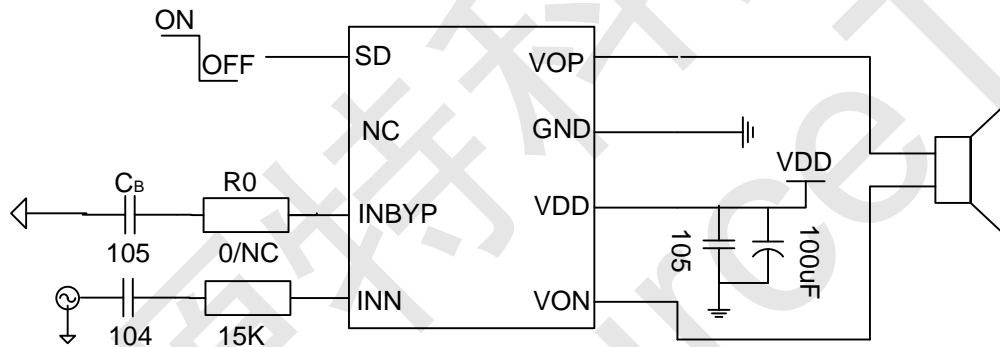 ON
OFF
SD
VOP
NC
GND
VDD
CB
R0
INBYP
VDD
105
0/NC
105
100uF
INN
VON
104
15K